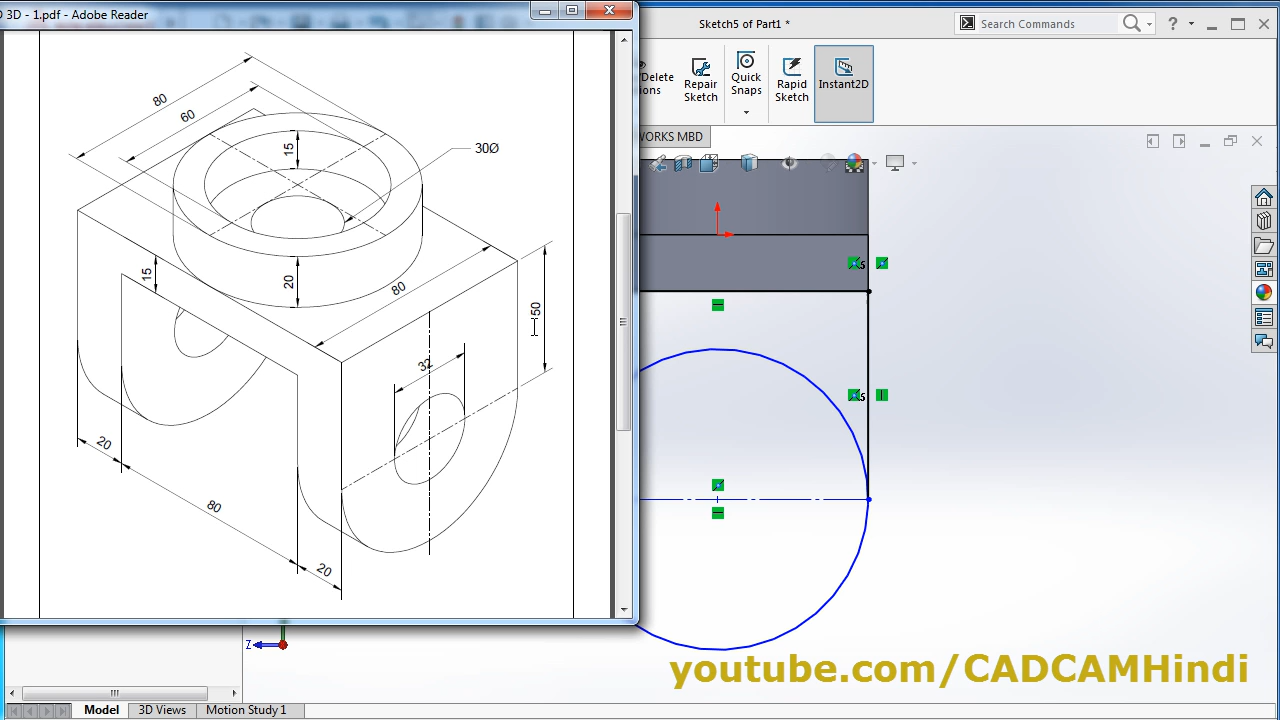 3D - 1.pdf - Adobe Reader
Sketch5 of Part1 *
Search Commands
?
/Delete
ions
Repair
Sketch
Quick
Snaps
Rapid
Sketch
Instant2D
WORKS MBD
80
60
15
30Ø
15
20
80
50
32
20
80
20
5
5
Z
Model
3D Views
Motion Study 1
youtube.com/CADCAMHindi